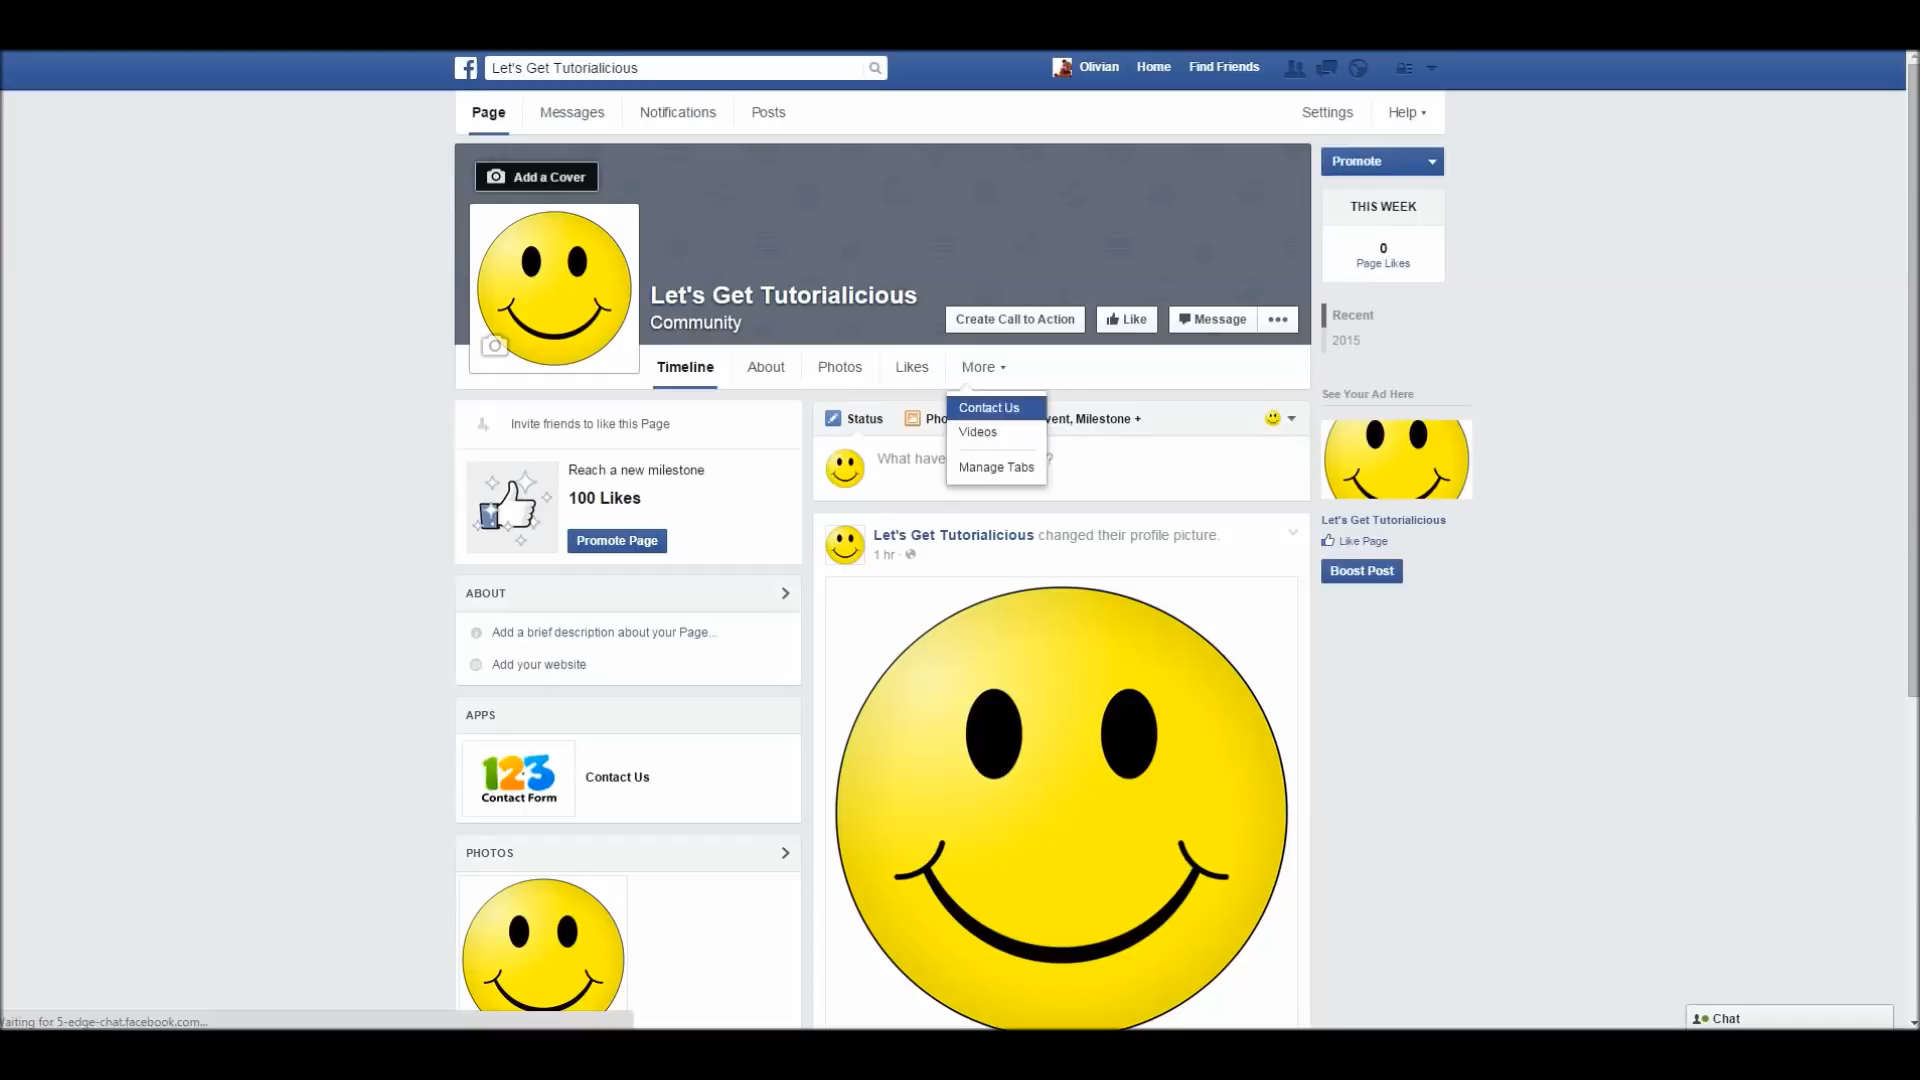 Let's Get Tutorialicious
Olivian
Home
Find Friends
Page
Messages
Notifications
Posts
Settings
Help
Add a Cover
Let's Get Tutorialicious
Community
Create Call to Action
Like
Message
Promote
THIS WEEK
0
Page Likes
Recent
2015
Timeline
About
Photos
Likes
More
Contact Us
Videos
Manage Tabs
Invite friends to like this Page
Reach a new milestone
100 Likes
Promote Page
ABOUT
Add a brief description about your Page...
Add your website
APPS
123
Contact Form
Contact Us
PHOTOS
Status
Pho
vent, Milestone +
What have
?
Let's Get Tutorialicious changed their profile picture.
1 hr ·
See Your Ad Here
Let's Get Tutorialicious
Like Page
Boost Post
Waiting for 5-edge-chat.facebook.com...
Chat